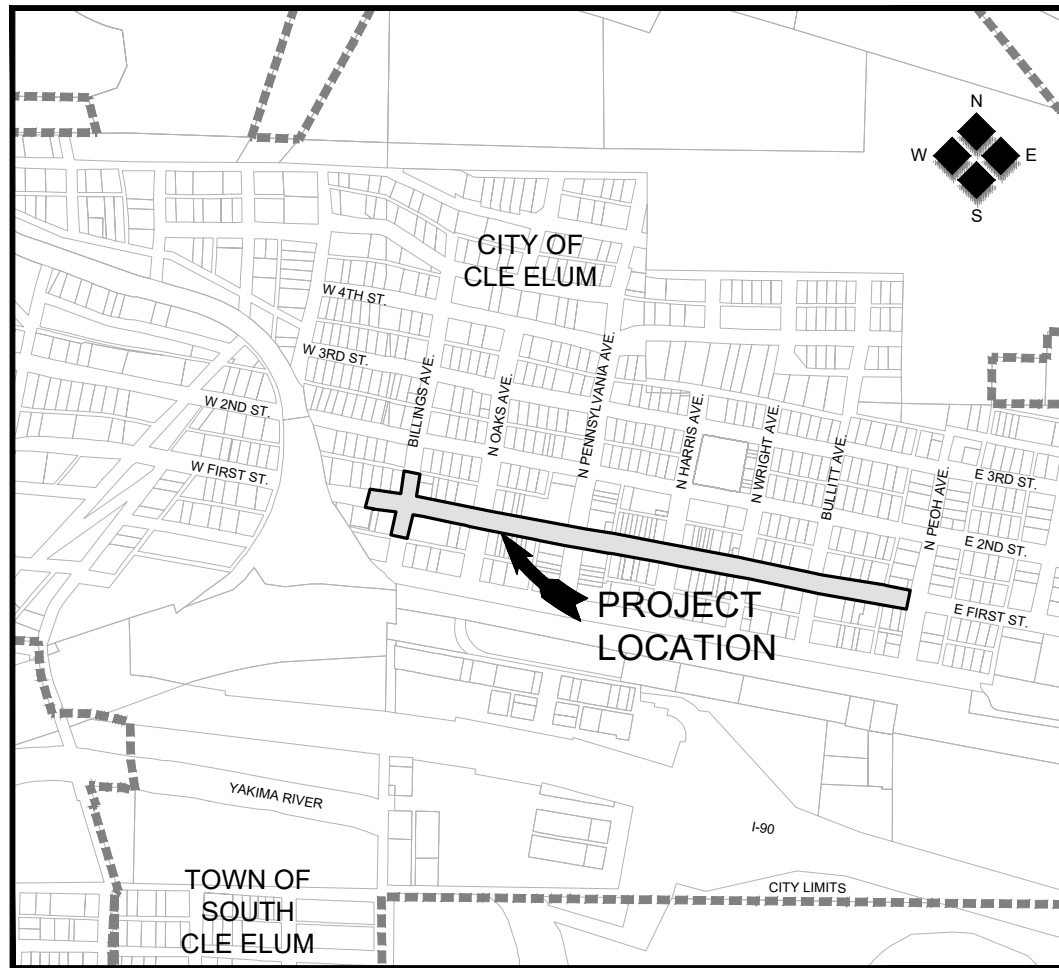 N
W
E
S
CITY OF
CLE ELUM
W 4TH ST.
W 3RD ST.
W 2ND ST.
W FIRST ST.
BILLINGS AVE.
N OAKS AVE.
N PENNSYLVANIA AVE.
N HARRIS AVE.
N WRIGHT AVE.
BULLITT AVE.
N PEOH AVE.
E 3RD ST.
E 2ND ST.
E FIRST ST.
PROJECT
LOCATION
YAKIMA RIVER
I-90
CITY LIMITS
TOWN OF
SOUTH
CLE ELUM